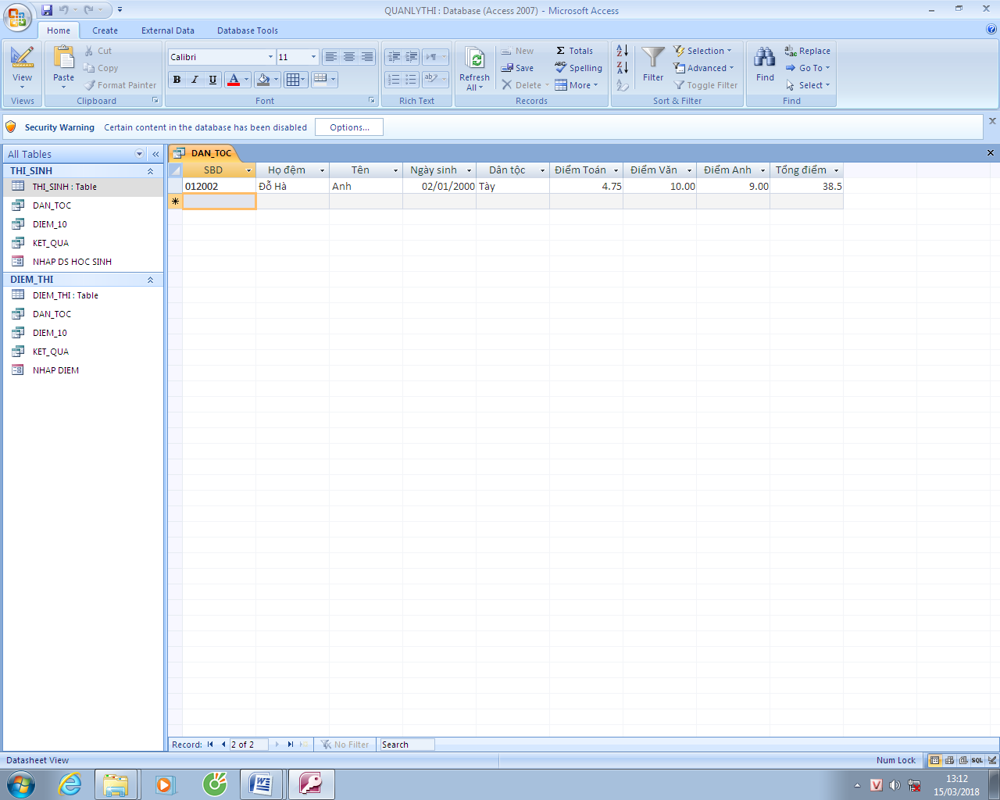 QUANLYTHI : Database (Access 2007) - Microsoft Access
Home Create External Data Database Tools
View
Views
Paste
Cut
Copy
Format Painter
Clipboard
Calibri 11
B I U A
Font
Rich Text
Refresh All
New
Save
Delete
Σ Totals
Spelling
More
Records
Filter
Selection
Advanced
Toggle Filter
Sort & Filter
Find
Replace
Go To
Select
Find
Security Warning Certain content in the database has been disabled Options...
All Tables «
THI_SINH
THI_SINH : Table
DAN_TOC
DIEM_10
KET_QUA
NHAP DS HOC SINH
DIEM_THI
DIEM_THI : Table
DAN_TOC
DIEM_10
KET_QUA
NHAP DIEM
DAN_TOC
SBD Họ đệm Tên Ngày sinh Dân tộc Điểm Toán Điểm Văn Điểm Anh Tổng điểm
012002 Đỗ Hà Anh 02/01/2000 Tày 4.75 10.00 9.00 38.5
Record: 2 of 2 No Filter Search
Datasheet View Num Lock SQL
13:12
15/03/2018